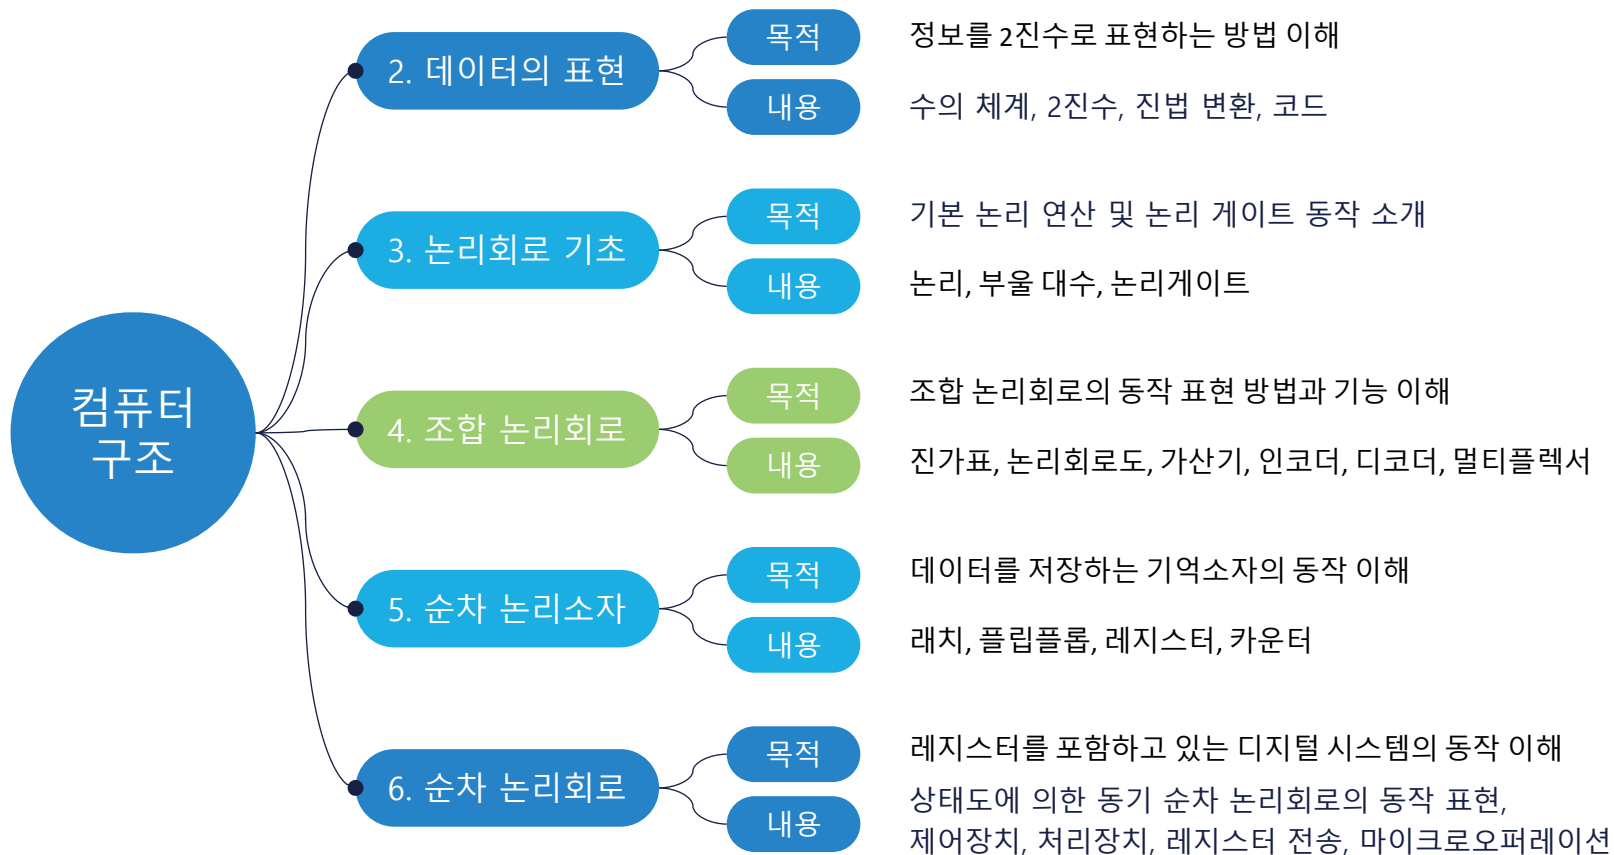 컴퓨터
구조
2. 데이터의 표현
목적
정보를 2진수로 표현하는 방법 이해
내용
수의 체계, 2진수, 진법 변환, 코드
3. 논리회로 기초
목적
기본 논리 연산 및 논리 게이트 동작 소개
내용
논리, 부울 대수, 논리게이트
4. 조합 논리회로
목적
조합 논리회로의 동작 표현 방법과 기능 이해
내용
진가표, 논리회로도, 가산기, 인코더, 디코더, 멀티플렉서
5. 순차 논리소자
목적
데이터를 저장하는 기억소자의 동작 이해
내용
래치, 플립플롭, 레지스터, 카운터
6. 순차 논리회로
목적
레지스터를 포함하고 있는 디지털 시스템의 동작 이해
내용
상태도에 의한 동기 순차 논리회로의 동작 표현,
제어장치, 처리장치, 레지스터 전송, 마이크로오퍼레이션